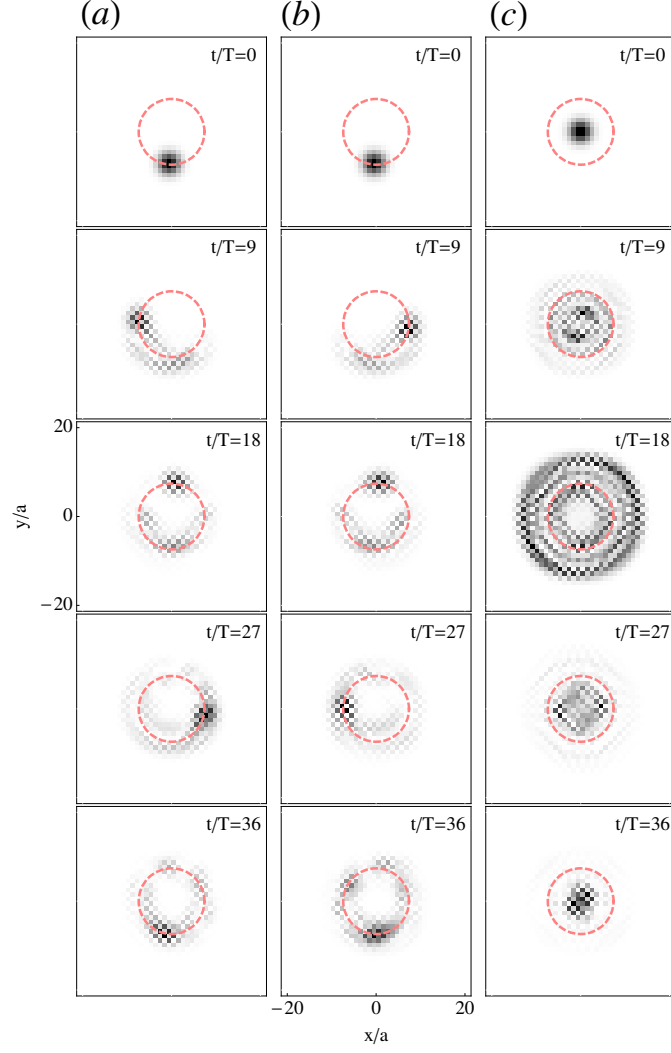 (a) (b) (c)
t/T=0 t/T=0 t/T=0
t/T=9 t/T=9 t/T=9
20
t/T=18 t/T=18 t/T=18
y/a
0
−20
t/T=27 t/T=27 t/T=27
t/T=36 t/T=36 t/T=36
−20 0 20
x/a